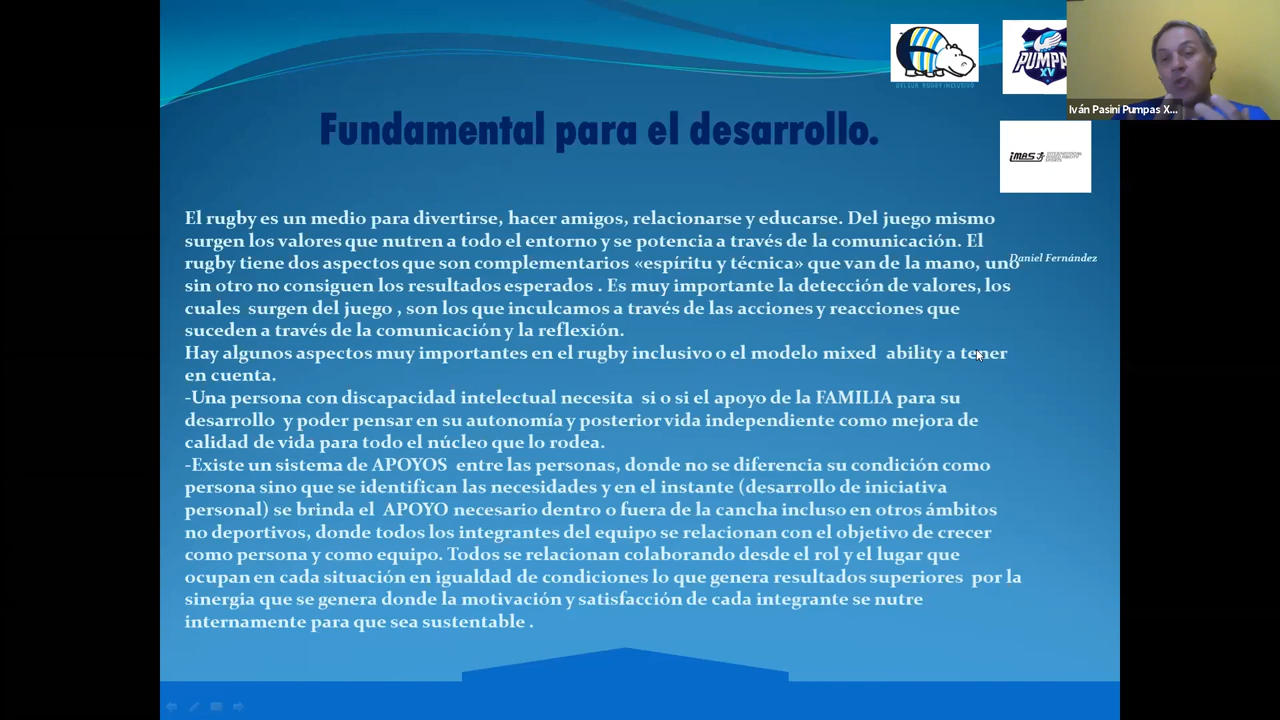 PUMPA
XV
Iván Pasini Pumpas X...
Fundamental para el desarrollo.
imas
INTERNATIONAL
MIXED ABILITY
SPORTS
Daniel Fernández
El rugby es un medio para divertirse, hacer amigos, relacionarse y educarse. Del juego mismo
surgen los valores que nutren a todo el entorno y se potencia a través de la comunicación. El
rugby tiene dos aspectos que son complementarios «espíritu y técnica» que van de la mano, uno
sin otro no consiguen los resultados esperados . Es muy importante la detección de valores, los
cuales surgen del juego , son los que inculcamos a través de las acciones y reacciones que
suceden a través de la comunicación y la reflexión.
Hay algunos aspectos muy importantes en el rugby inclusivo o el modelo mixed ability a tener
en cuenta.
-Una persona con discapacidad intelectual necesita si o si el apoyo de la FAMILIA para su
desarrollo y poder pensar en su autonomía y posterior vida independiente como mejora de
calidad de vida para todo el núcleo que lo rodea.
-Existe un sistema de APOYOS entre las personas, donde no se diferencia su condición como
persona sino que se identifican las necesidades y en el instante (desarrollo de iniciativa
personal) se brinda el APOYO necesario dentro o fuera de la cancha incluso en otros ámbitos
no deportivos, donde todos los integrantes del equipo se relacionan con el objetivo de crecer
como persona y como equipo. Todos se relacionan colaborando desde el rol y el lugar que
ocupan en cada situación en igualdad de condiciones lo que genera resultados superiores por la
sinergia que se genera donde la motivación y satisfacción de cada integrante se nutre
internamente para que sea sustentable .